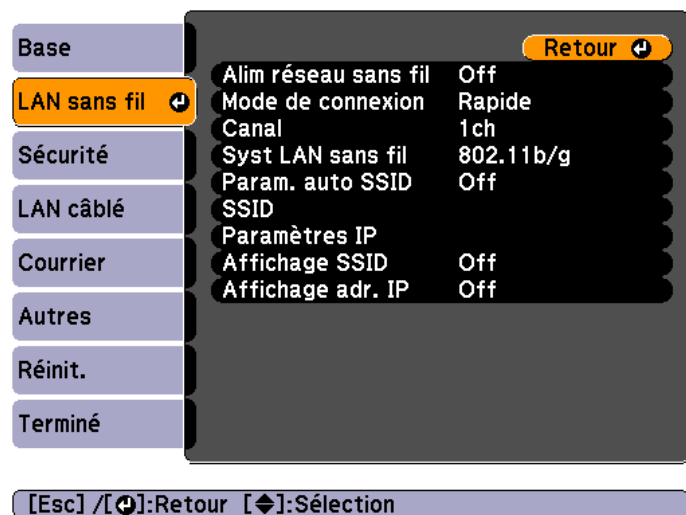 Base
LAN sans fil
Sécurité
LAN câblé
Courrier
Autres
Réinit.
Terminé
Retour
Alim réseau sans fil Off
Mode de connexion Rapide
Canal 1ch
Syst LAN sans fil 802.11b/g
Param. auto SSID Off
SSID
Paramètres IP
Affichage SSID Off
Affichage adr. IP Off
[Esc] /[⏎]:Retour [◆]:Sélection